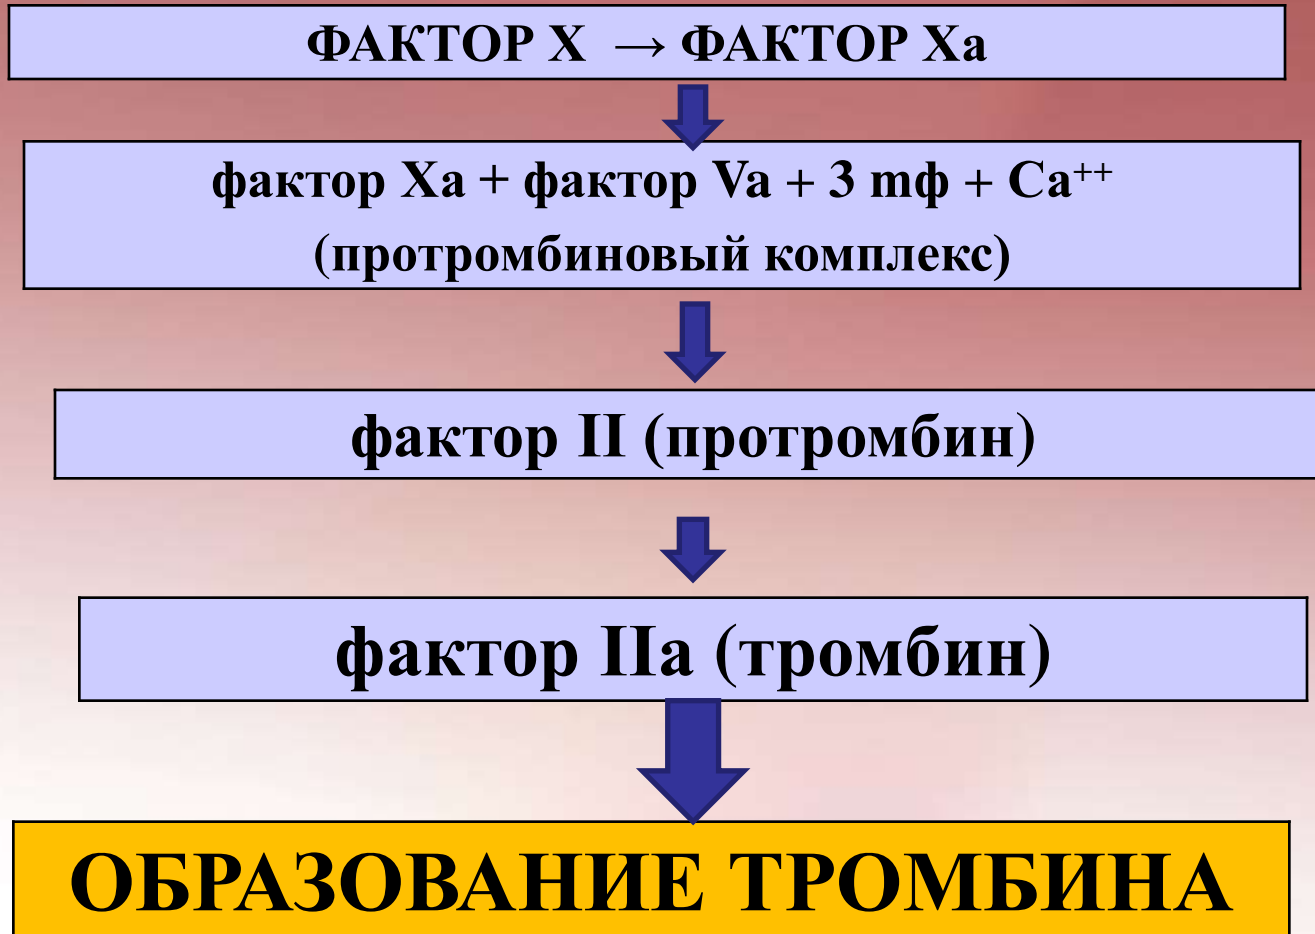 ФАКТОР X → ФАКТОР Xa
фактор Xa + фактор Va + 3 тф + Ca⁺⁺
(протромбиновый комплекс)
фактор II (протромбин)
фактор IIa (тромбин)
ОБРАЗОВАНИЕ ТРОМБИНА